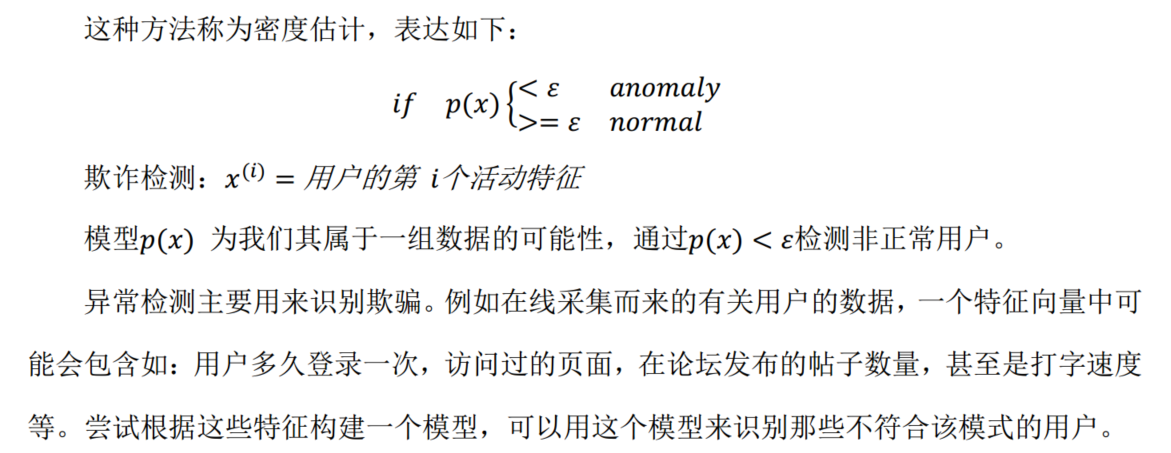 这种方法称为密度估计，表达如下：
if p(x) { < ε anomaly
>= ε normal
欺诈检测：x⁽ⁱ⁾ = 用户的第 i个活动特征
模型p(x) 为我们其属于一组数据的可能性，通过p(x) < ε检测非正常用户。
异常检测主要用来识别欺骗。例如在线采集而来的有关用户的数据，一个特征向量中可
能会包含如：用户多久登录一次，访问过的页面，在论坛发布的帖子数量，甚至是打字速度
等。尝试根据这些特征构建一个模型，可以用这个模型来识别那些不符合该模式的用户。